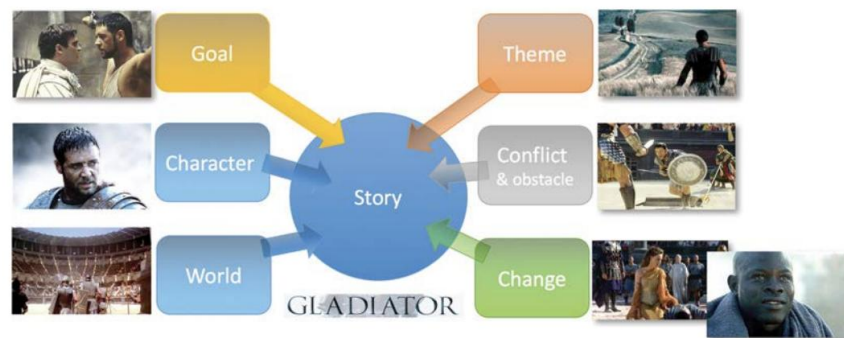 Goal
Theme
Character
Story
Conflict
& obstacle
World
Change
GLADIATOR